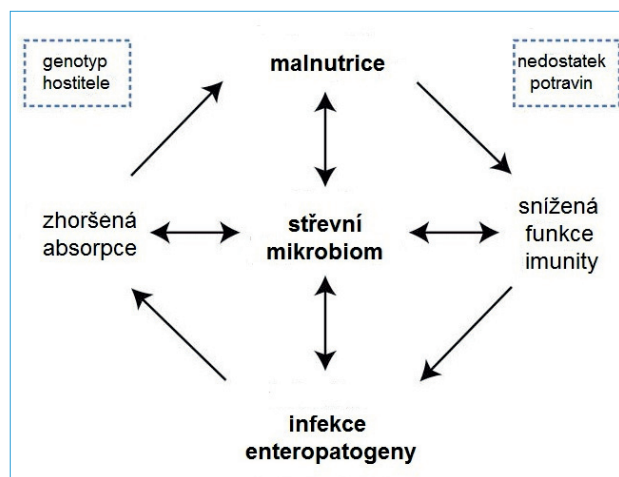 genotyp
hostitele
malnutrice
nedostatek
potravin
zhoršená
absorpce
střevní
mikrobiom
snížená
funkce
imunity
infekce
enteropatogeny